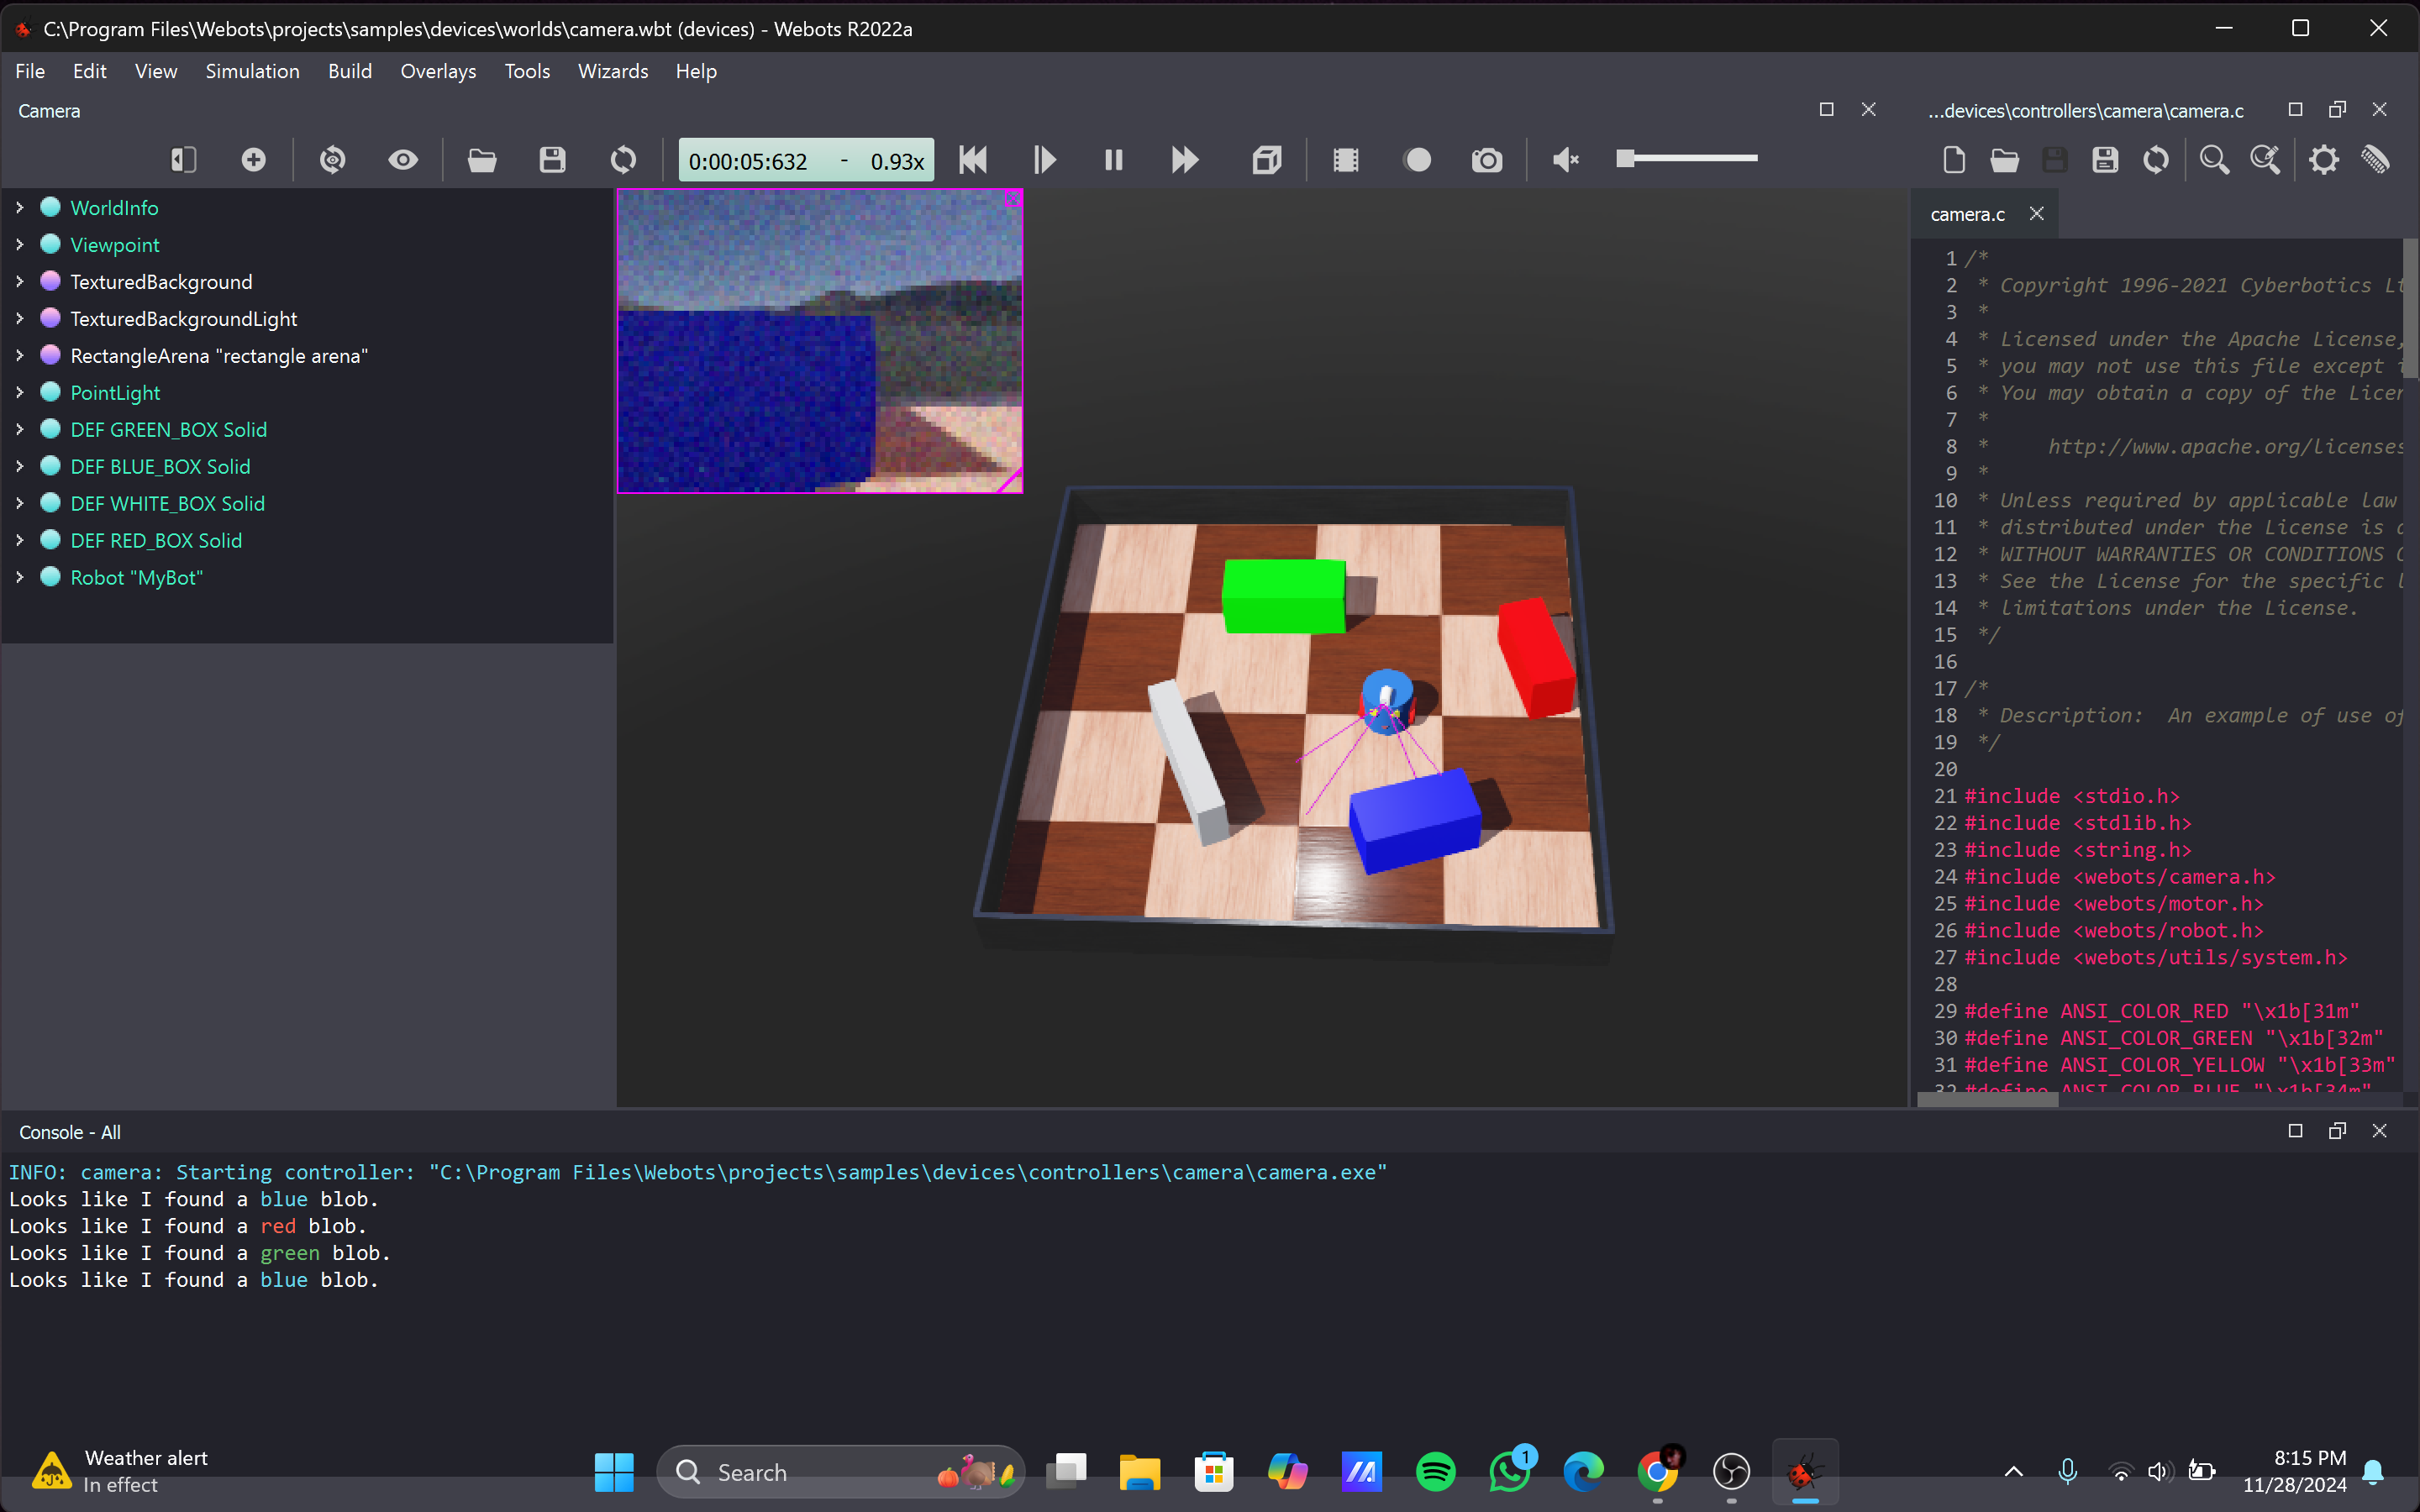 C:\Program Files\Webots\projects\samples\devices\worlds\camera.wbt (devices) - Webots R2022a
File Edit View Simulation Build Overlays Tools Wizards Help
Camera
...devices\controllers\camera\camera.c
0:00:05:632 - 0.93x
WorldInfo
Viewpoint
TexturedBackground
TexturedBackgroundLight
RectangleArena "rectangle arena"
PointLight
DEF GREEN_BOX Solid
DEF BLUE_BOX Solid
DEF WHITE_BOX Solid
DEF RED_BOX Solid
Robot "MyBot"
camera.c
1 /*
2 * Copyright 1996-2021 Cyberbotics Lt
3 *
4 * Licensed under the Apache License,
5 * you may not use this file except i
6 * You may obtain a copy of the Licen
7 *
8 * http://www.apache.org/licenses
9 *
10 * Unless required by applicable law
11 * distributed under the License is d
12 * WITHOUT WARRANTIES OR CONDITIONS O
13 * See the License for the specific l
14 * limitations under the License.
15 */
16
17 /*
18 * Description: An example of use of
19 */
20
21 #include <stdio.h>
22 #include <stdlib.h>
23 #include <string.h>
24 #include <webots/camera.h>
25 #include <webots/motor.h>
26 #include <webots/robot.h>
27 #include <webots/utils/system.h>
28
29 #define ANSI_COLOR_RED "\x1b[31m"
30 #define ANSI_COLOR_GREEN "\x1b[32m"
31 #define ANSI_COLOR_YELLOW "\x1b[33m"
32 #define ANSI_COLOR_BLUE "\x1b[34m"
Console - All
INFO: camera: Starting controller: "C:\Program Files\Webots\projects\samples\devices\controllers\camera\camera.exe"
Looks like I found a blue blob.
Looks like I found a red blob.
Looks like I found a green blob.
Looks like I found a blue blob.
Weather alert
In effect
Search
1
8:15 PM
11/28/2024